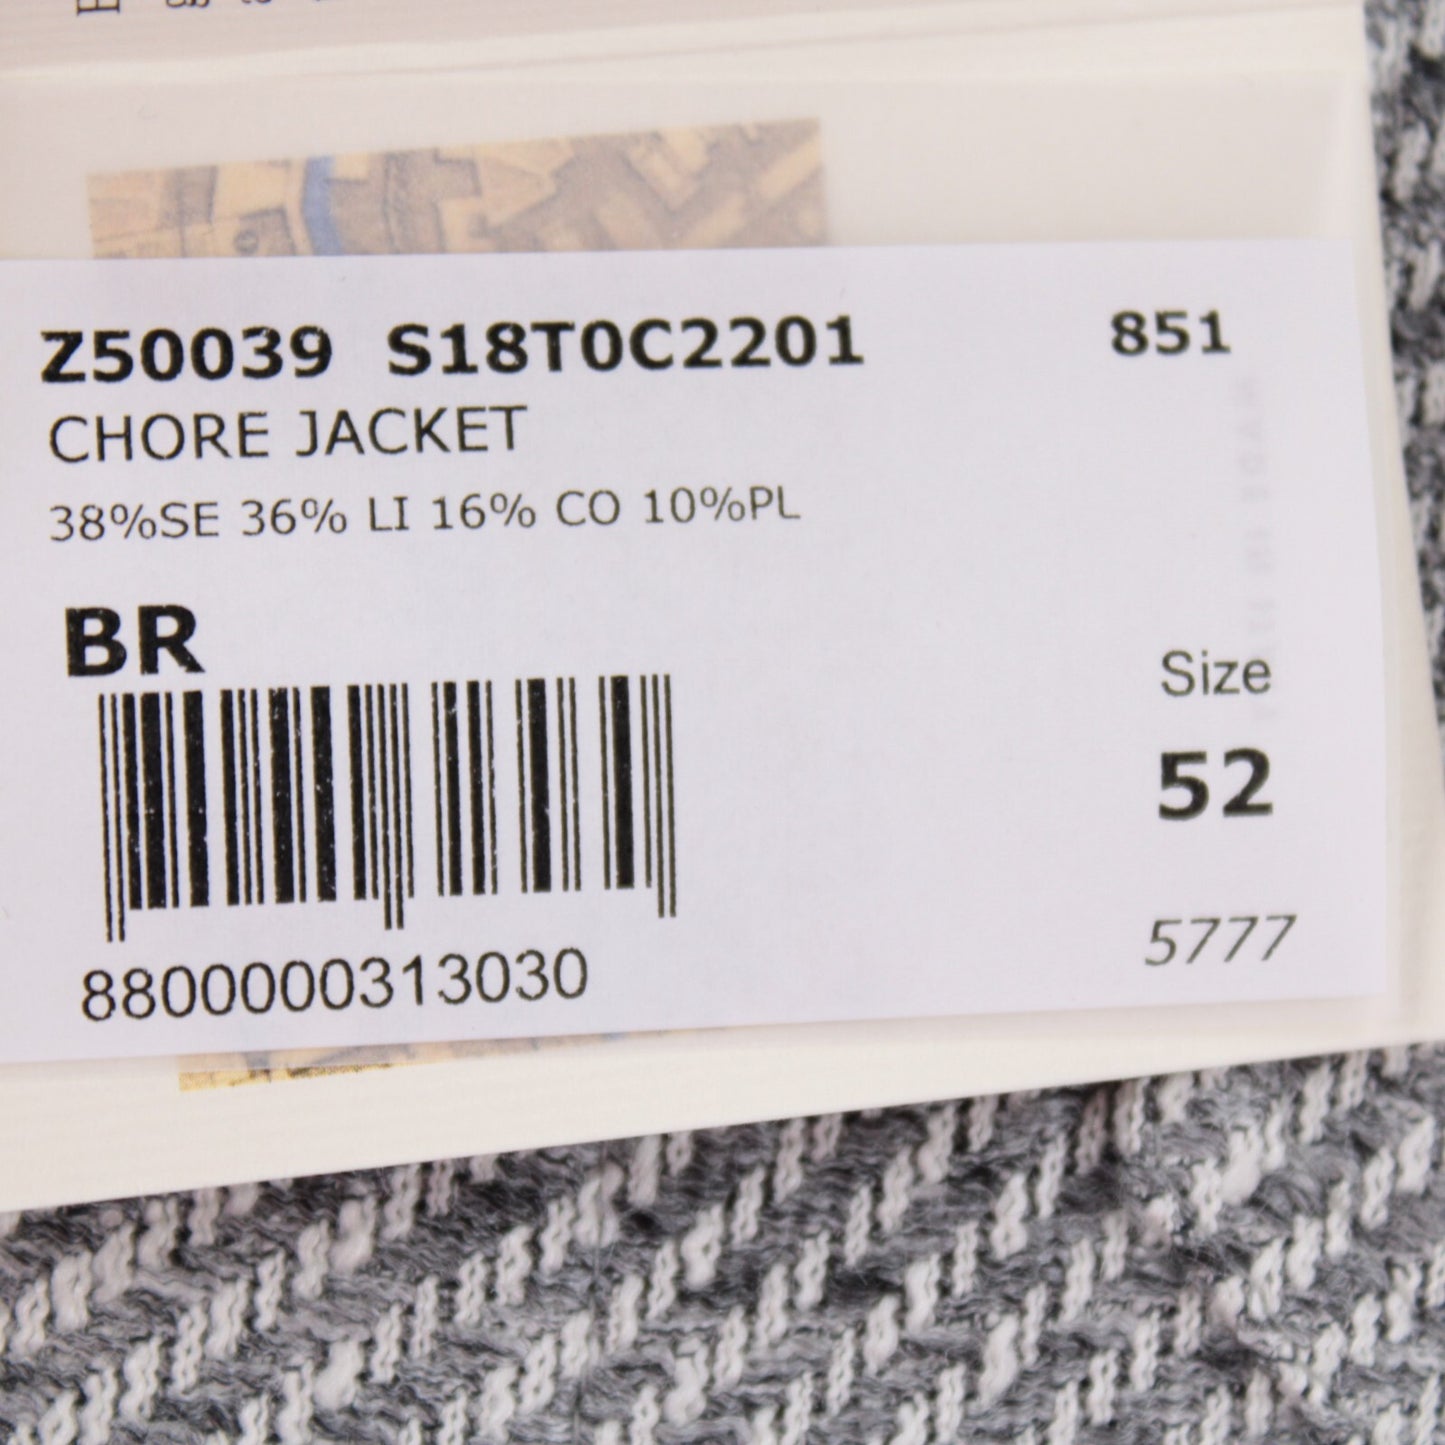 Z50039 S18T0C2201 851
CHORE JACKET
38%SE 36% LI 16% CO 10%PL
BR
Size
52
8800000313030
5777